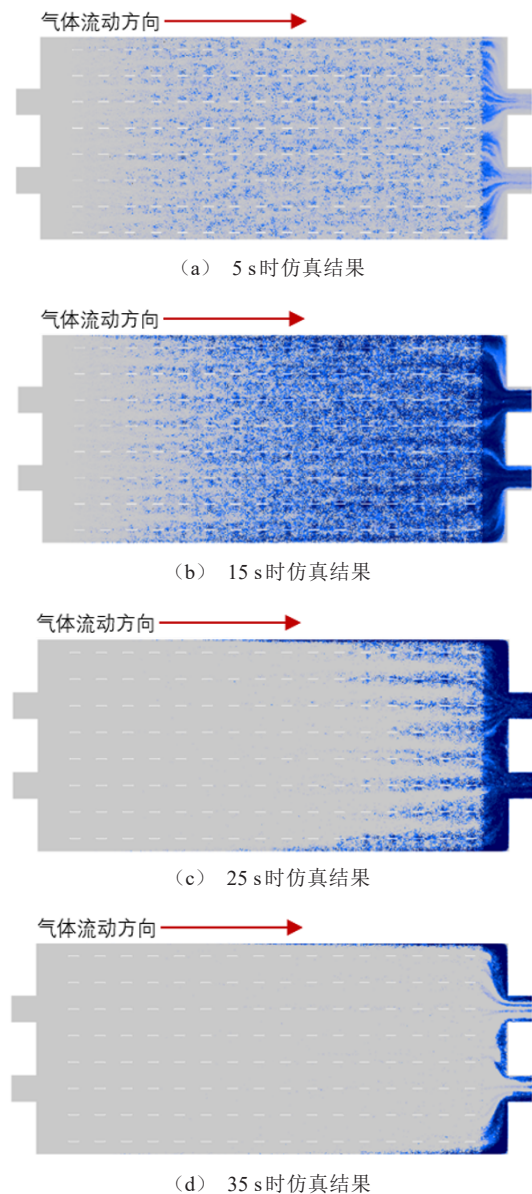 气体流动方向
（a） 5 s时仿真结果
气体流动方向
（b） 15 s时仿真结果
气体流动方向
（c） 25 s时仿真结果
气体流动方向
（d） 35 s时仿真结果